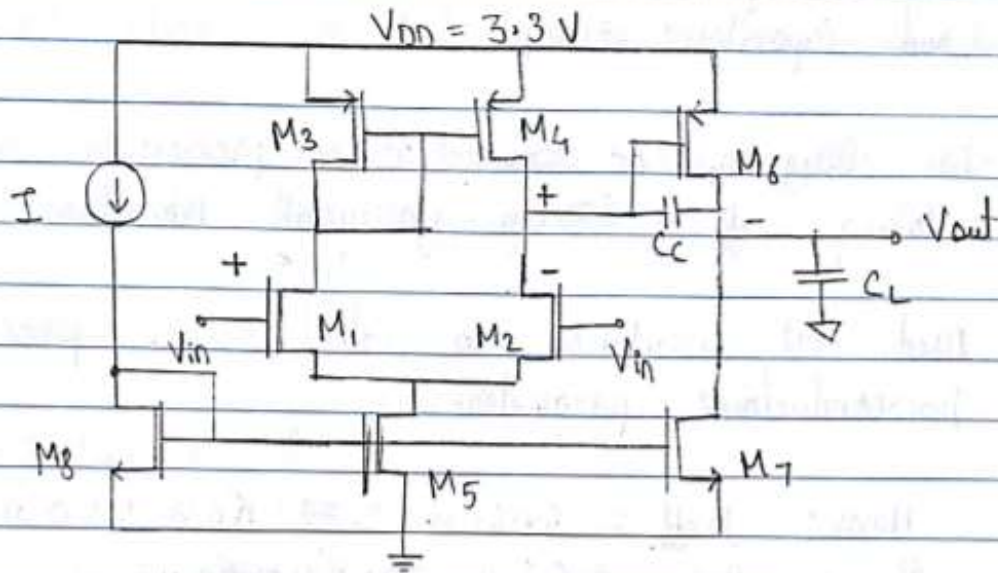 VDD = 3.3 V
M3
M4
M6
I
+
CC
-
Vout
CL
+
-
Vin
M1
M2
Vin
M8
M5
M7